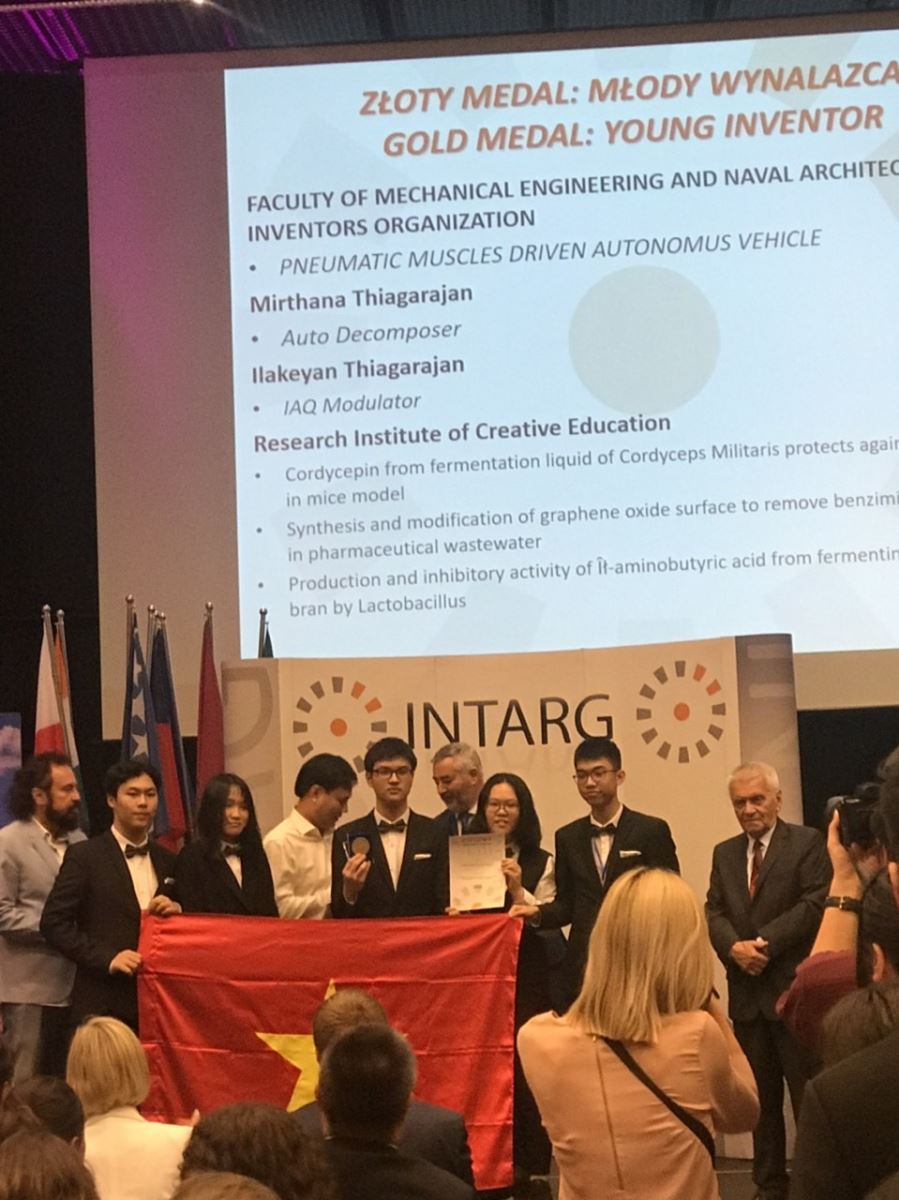 ZŁOTY MEDAL: MŁODY WYNALAZCA
GOLD MEDAL: YOUNG INVENTOR
FACULTY OF MECHANICAL ENGINEERING AND NAVAL ARCHITEC
INVENTORS ORGANIZATION
• PNEUMATIC MUSCLES DRIVEN AUTONOMUS VEHICLE
Mirthana Thiagarajan
• Auto Decomposer
Ilakeyan Thiagarajan
• IAQ Modulator
Research Institute of Creative Education
• Cordycepin from fermentation liquid of Cordyceps Militaris protects agai
in mice model
• Synthesis and modification of graphene oxide surface to remove benzimi
in pharmaceutical wastewater
• Production and inhibitory activity of Îł-aminobutyric acid from fermentin
bran by Lactobacillus
INTARG